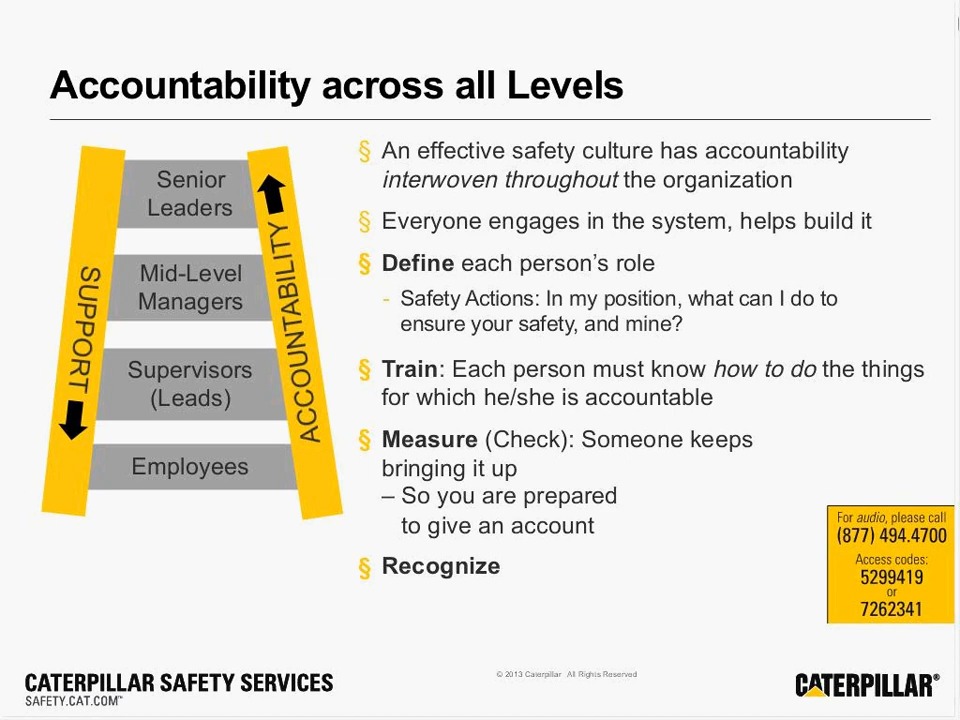 Accountability across all Levels
SUPPORT
ACCOUNTABILITY
Senior
Leaders
Mid-Level
Managers
Supervisors
(Leads)
Employees
§ An effective safety culture has accountability
interwoven throughout the organization
§ Everyone engages in the system, helps build it
§ Define each person’s role
- Safety Actions: In my position, what can I do to
ensure your safety, and mine?
§ Train: Each person must know how to do the things
for which he/she is accountable
§ Measure (Check): Someone keeps
bringing it up
– So you are prepared
to give an account
§ Recognize
For audio, please call
(877) 494.4700
Access codes:
5299419
or
7262341
CATERPILLAR SAFETY SERVICES
SAFETY.CAT.COM™
© 2013 Caterpillar All Rights Reserved
CATERPILLAR®